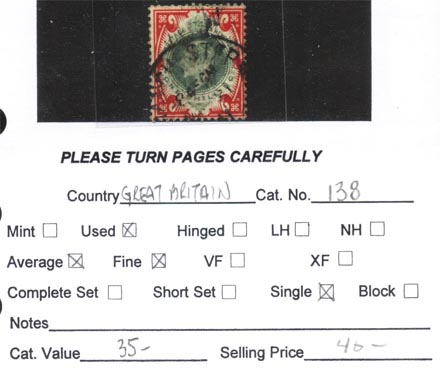 PLEASE TURN PAGES CAREFULLY
Country GREAT BRITAIN Cat. No. 138
Mint ☐ Used ☒ Hinged ☐ LH ☐ NH ☐
Average ☒ Fine ☒ VF ☐ XF ☐
Complete Set ☐ Short Set ☐ Single ☒ Block ☐
Notes
Cat. Value 35- Selling Price 40-